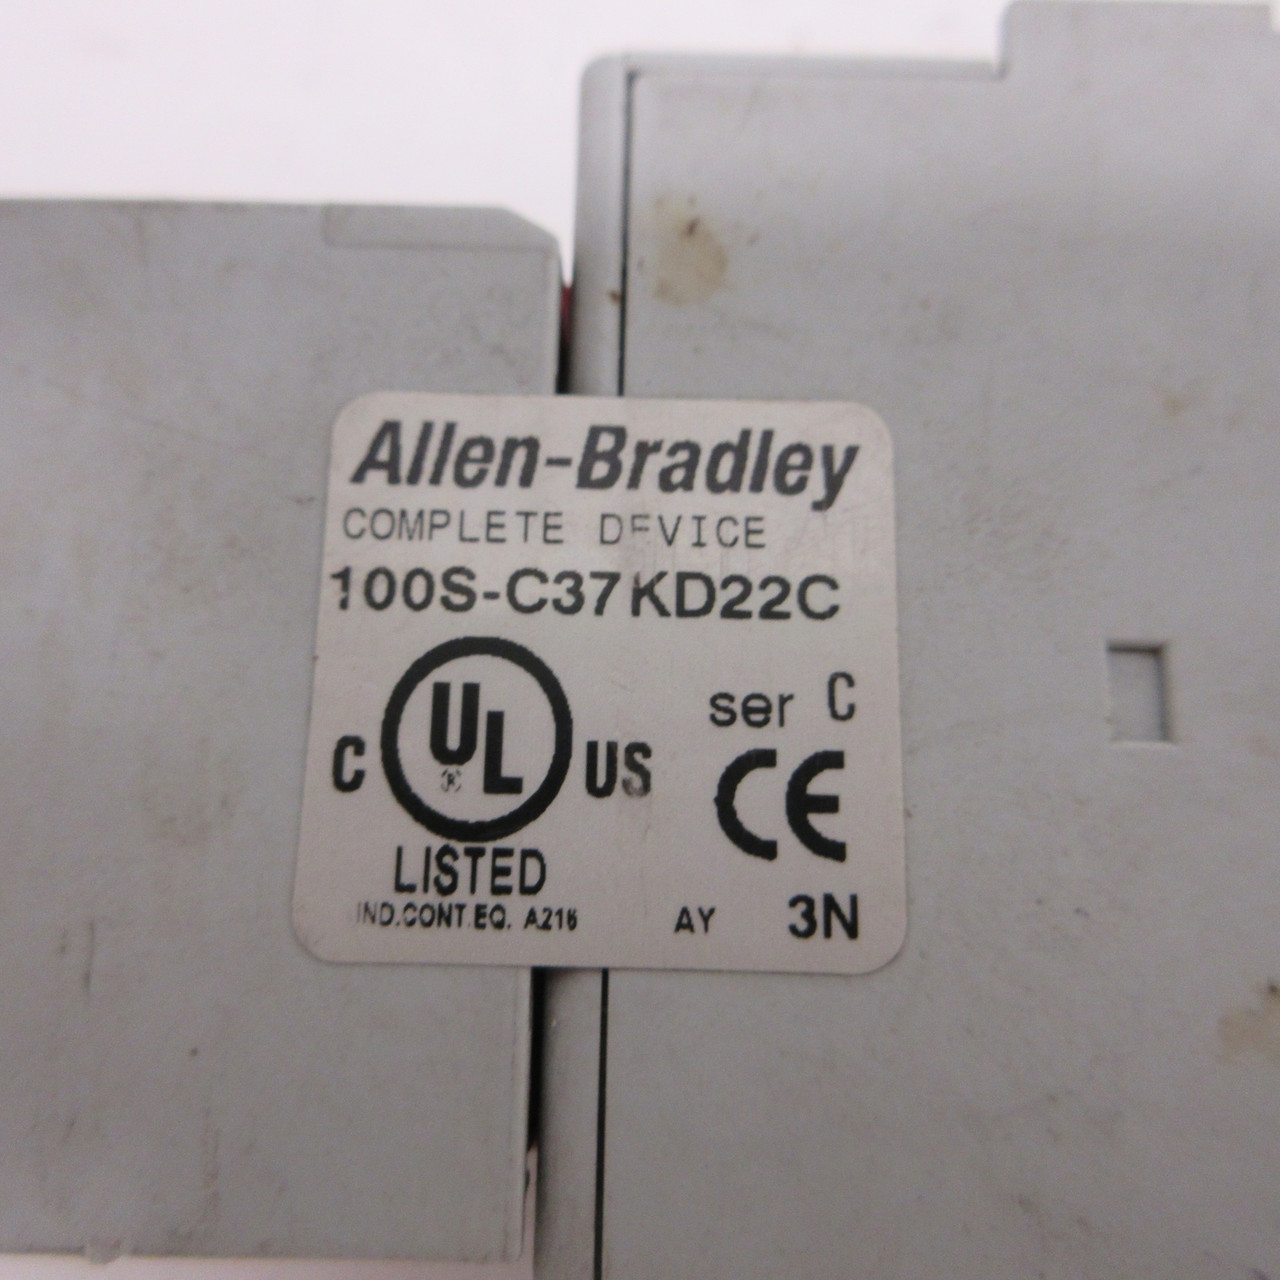 Allen-Bradley
COMPLETE DEVICE
100S-C37KD22C
C UL US
ser C
CE
LISTED
IND.CONT.EQ. A216
AY 3N